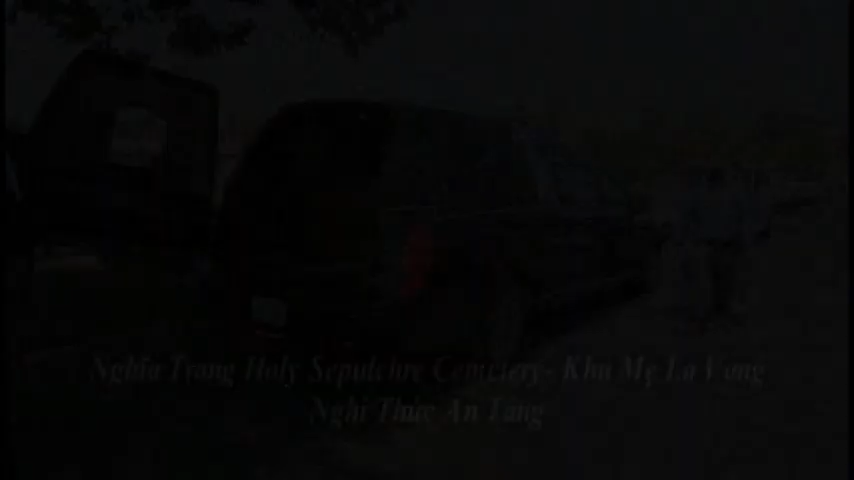 Nghĩa Trang Holy Sepulchre Cemetery- Khu Mẹ La Vang
Nghi Thức An Táng